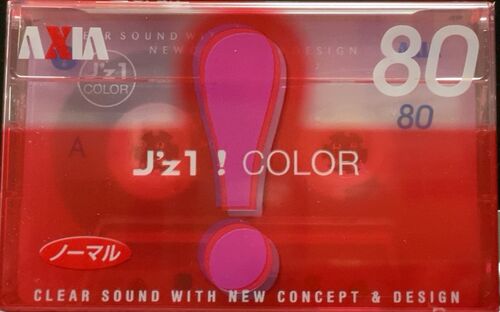 AXIA
80
J'z1
COLOR
80
A
J'z1 ! COLOR
ノーマル
CLEAR SOUND WITH NEW CONCEPT & DESIGN